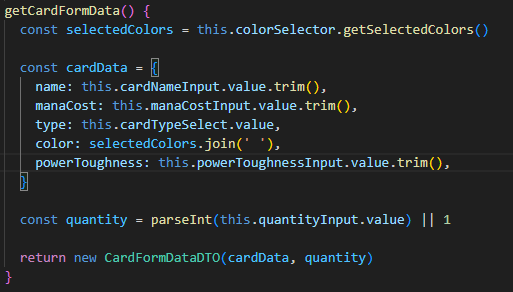 getCardFormData() {
const selectedColors = this.colorSelector.getSelectedColors()
const cardData = {
name: this.cardNameInput.value.trim(),
manaCost: this.manaCostInput.value.trim(),
type: this.cardTypeSelect.value,
color: selectedColors.join(' '),
powerToughness: this.powerToughnessInput.value.trim(),
}
const quantity = parseInt(this.quantityInput.value) || 1
return new CardFormDataDTO(cardData, quantity)
}